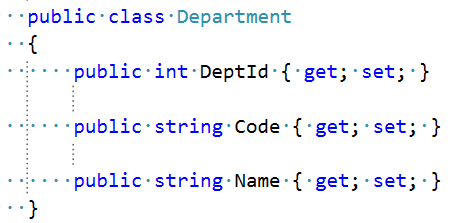 public class Department
{
public int DeptId { get; set; }
public string Code { get; set; }
public string Name { get; set; }
}